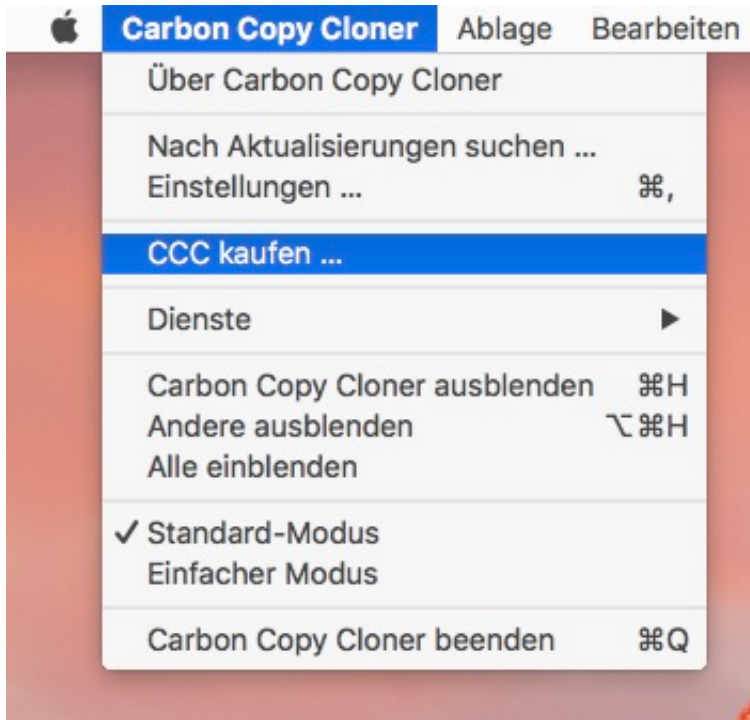 Carbon Copy Cloner Ablage Bearbeiten
Über Carbon Copy Cloner
Nach Aktualisierungen suchen ...
Einstellungen ... ⌘,
CCC kaufen ...
Dienste ▶
Carbon Copy Cloner ausblenden ⌘H
Andere ausblenden ⌥⌘H
Alle einblenden
✓ Standard-Modus
Einfacher Modus
Carbon Copy Cloner beenden ⌘Q